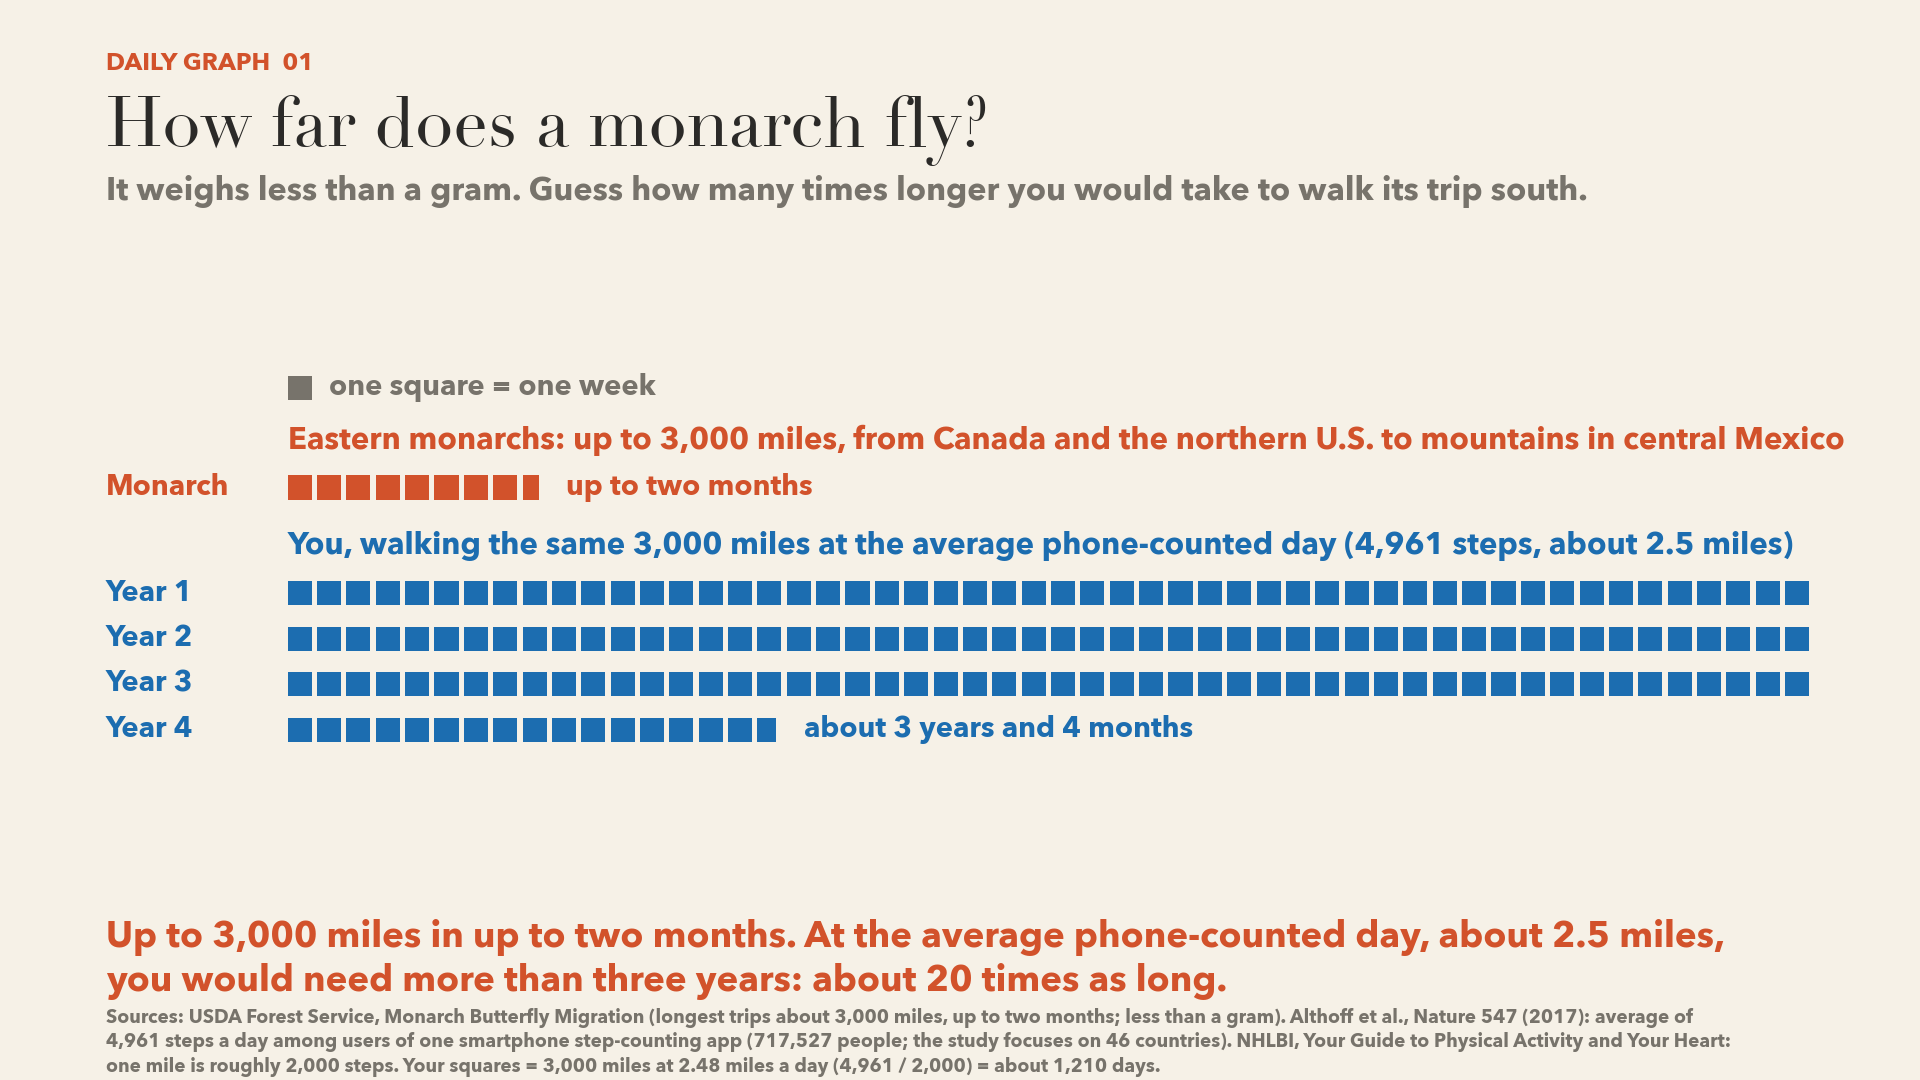 DAILY GRAPH 01
How far does a monarch fly?
It weighs less than a gram. Guess how many times longer you would take to walk its trip south.
one square = one week
Eastern monarchs: up to 3,000 miles, from Canada and the northern U.S. to mountains in central Mexico
Monarch up to two months
You, walking the same 3,000 miles at the average phone-counted day (4,961 steps, about 2.5 miles)
Year 1
Year 2
Year 3
Year 4 about 3 years and 4 months
Up to 3,000 miles in up to two months. At the average phone-counted day, about 2.5 miles,
you would need more than three years: about 20 times as long.
Sources: USDA Forest Service, Monarch Butterfly Migration (longest trips about 3,000 miles, up to two months; less than a gram). Althoff et al., Nature 547 (2017): average of
4,961 steps a day among users of one smartphone step-counting app (717,527 people; the study focuses on 46 countries). NHLBI, Your Guide to Physical Activity and Your Heart:
one mile is roughly 2,000 steps. Your squares = 3,000 miles at 2.48 miles a day (4,961 / 2,000) = about 1,210 days.